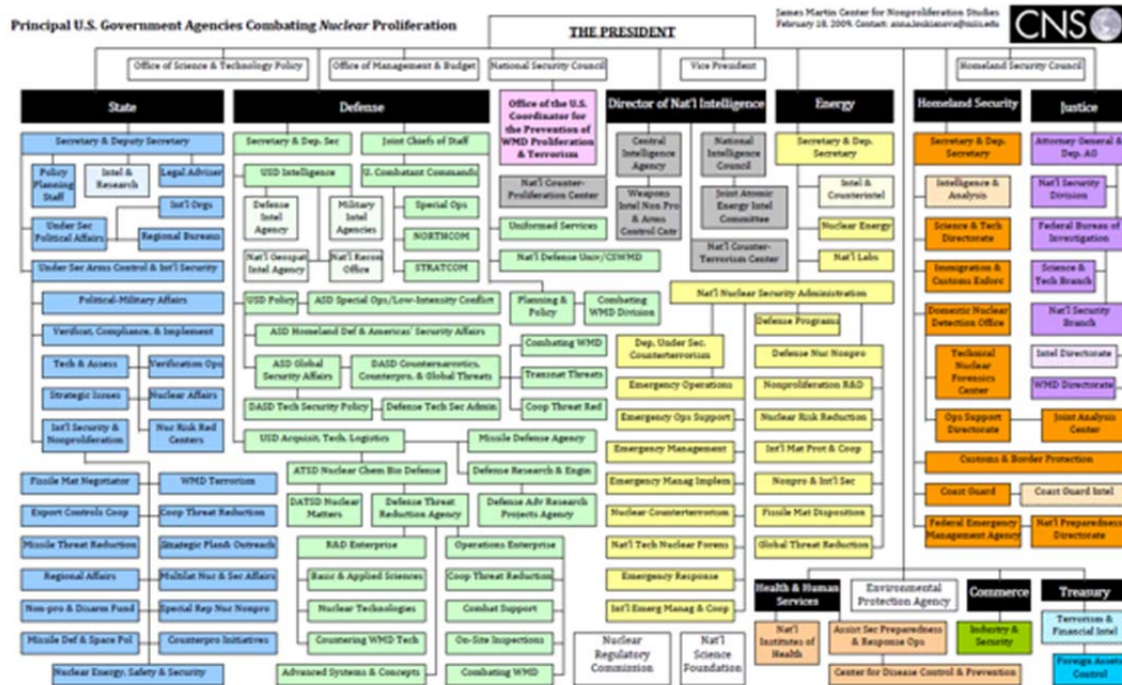 James Martin Center for Nonproliferation Studies
February 18, 2009. Contact: anna.loukianova@miis.edu
CNS
Principal U.S. Government Agencies Combating Nuclear Proliferation
THE PRESIDENT
Office of Science & Technology Policy
Office of Management & Budget
National Security Council
Vice President
Homeland Security Council
State
Defense
Office of the U.S.
Coordinator for
the Prevention of
WMD Proliferation
& Terrorism
Director of Nat'l Intelligence
Energy
Homeland Security
Justice
Secretary & Deputy Secretary
Policy
Planning
Staff
Intel &
Research
Legal Adviser
Int'l Orgs
Under Sec
Political Affairs
Regional Bureaus
Under Sec Arms Control & Int'l Security
Political-Military Affairs
Verificat, Compliance, & Implement
Tech & Assess
Verification Ops
Strategic Issues
Nuclear Affairs
Int'l Security &
Nonproliferation
Nuc Risk Red
Centers
Fissile Mat Negotiator
WMD Terrorism
Export Controls Coop
Coop Threat Reduction
Missile Threat Reduction
Strategic Plan& Outreach
Regional Affairs
Multilat Nuc & Sec Affairs
Non-pro & Disarm Fund
Special Rep Nuc Nonpro
Missile Def & Space Pol
Counterpro Initiatives
Nuclear Energy, Safety & Security
Secretary & Dep. Sec
Joint Chiefs of Staff
USD Intelligence
U. Combatant Commands
Defense
Intel
Agency
Military
Intel
Agencies
Special Ops
NORTHCOM
Nat'l Geospat
Intel Agency
Nat'l Recon
Office
STRATCOM
USD Policy
ASD Special Ops/Low-Intensity Conflict
ASD Homeland Def & Americas' Security Affairs
ASD Global
Security Affairs
DASD Counternarcotics,
Counterpro, & Global Threats
DASD Tech Security Policy
Defense Tech Sec Admin
USD Acquisit, Tech, Logistics
Missile Defense Agency
ATSD Nuclear Chem Bio Defense
Defense Research & Engin
DATSD Nuclear
Matters
Defense Threat
Reduction Agency
Defense Adv Research
Projects Agency
R&D Enterprise
Operations Enterprise
Basic & Applied Sciences
Coop Threat Reduction
Nuclear Technologies
Combat Support
Countering WMD Tech
On-Site Inspections
Advanced Systems & Concepts
Combating WMD
Nat'l Counter-
Proliferation Center
Uniformed Services
Nat'l Defense Univ/CSWMD
Planning &
Policy
Combating
WMD Division
Combating WMD
Transnat Threats
Coop Threat Red
Central
Intelligence
Agency
National
Intelligence
Council
Weapons
Intel Non Pro
& Arms
Control Cntr
Joint Atomic
Energy Intel
Committee
Nat'l Counter-
Terrorism Center
Secretary & Dep.
Secretary
Intel &
Counterintel
Nuclear Energy
Nat'l Labs
Nat'l Nuclear Security Administration
Defense Programs
Dep. Under Sec.
Counterterrorism
Defense Nuc Nonpro
Emergency Operations
Nonproliferation R&D
Emergency Ops Support
Nuclear Risk Reduction
Emergency Management
Int'l Mat Prot & Coop
Emergency Manag Implem
Nonpro & Int'l Sec
Nuclear Counterterrorism
Fissile Mat Disposition
Nat'l Tech Nuclear Forens
Global Threat Reduction
Emergency Response
Int'l Emerg Manag & Coop
Secretary & Dep.
Secretary
Intelligence &
Analysis
Science & Tech
Directorate
Immigration &
Customs Enforc
Domestic Nuclear
Detection Office
Technical
Nuclear
Forensics
Center
Ops Support
Directorate
Joint Analysis
Center
Customs & Border Protection
Coast Guard
Coast Guard Intel
Federal Emergency
Management Agency
Nat'l Preparedness
Directorate
Attorney General &
Dep. AG
Nat'l Security
Division
Federal Bureau of
Investigation
Science &
Tech Branch
Nat'l Security
Branch
Intel Directorate
WMD Directorate
Health & Human
Services
Environmental
Protection Agency
Commerce
Treasury
Nat'l
Institutes of
Health
Assist Sec Preparedness
& Response Ops
Industry &
Security
Terrorism &
Financial Intel
Center for Disease Control & Prevention
Foreign Assets
Control
Nuclear
Regulatory
Commission
Nat'l
Science
Foundation